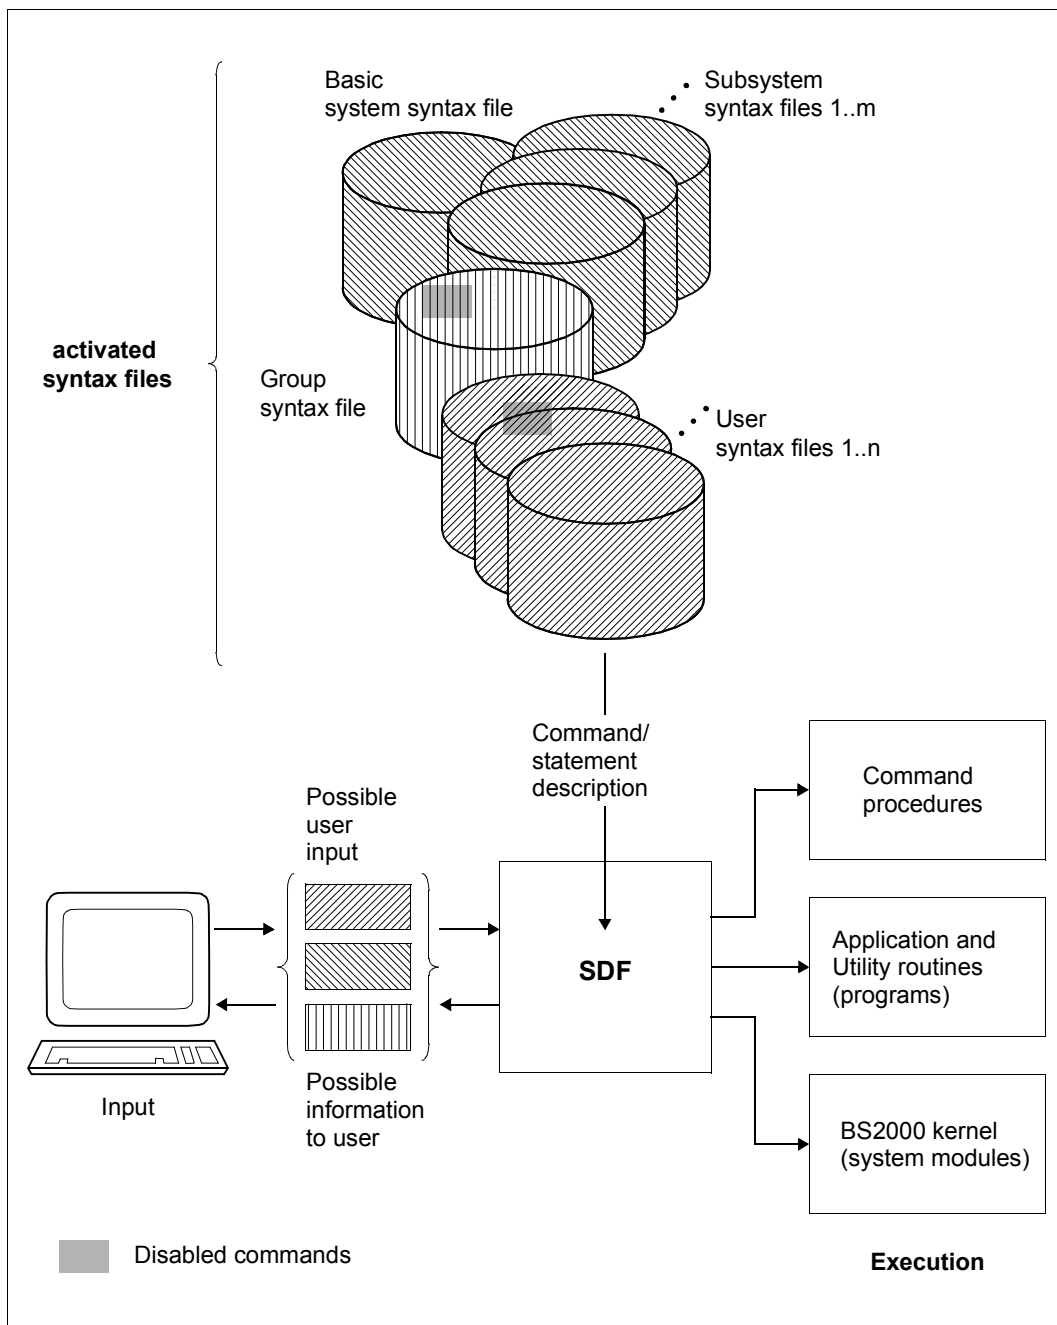 Basic
system syntax file
Subsystem
syntax files 1..m
activated
syntax files
Group
syntax file
User
syntax files 1..n
Command/
statement
description
Possible
user
input
Command
procedures
SDF
Application and
Utility routines
(programs)
Input
Possible
information
to user
BS2000 kernel
(system modules)
Disabled commands
Execution